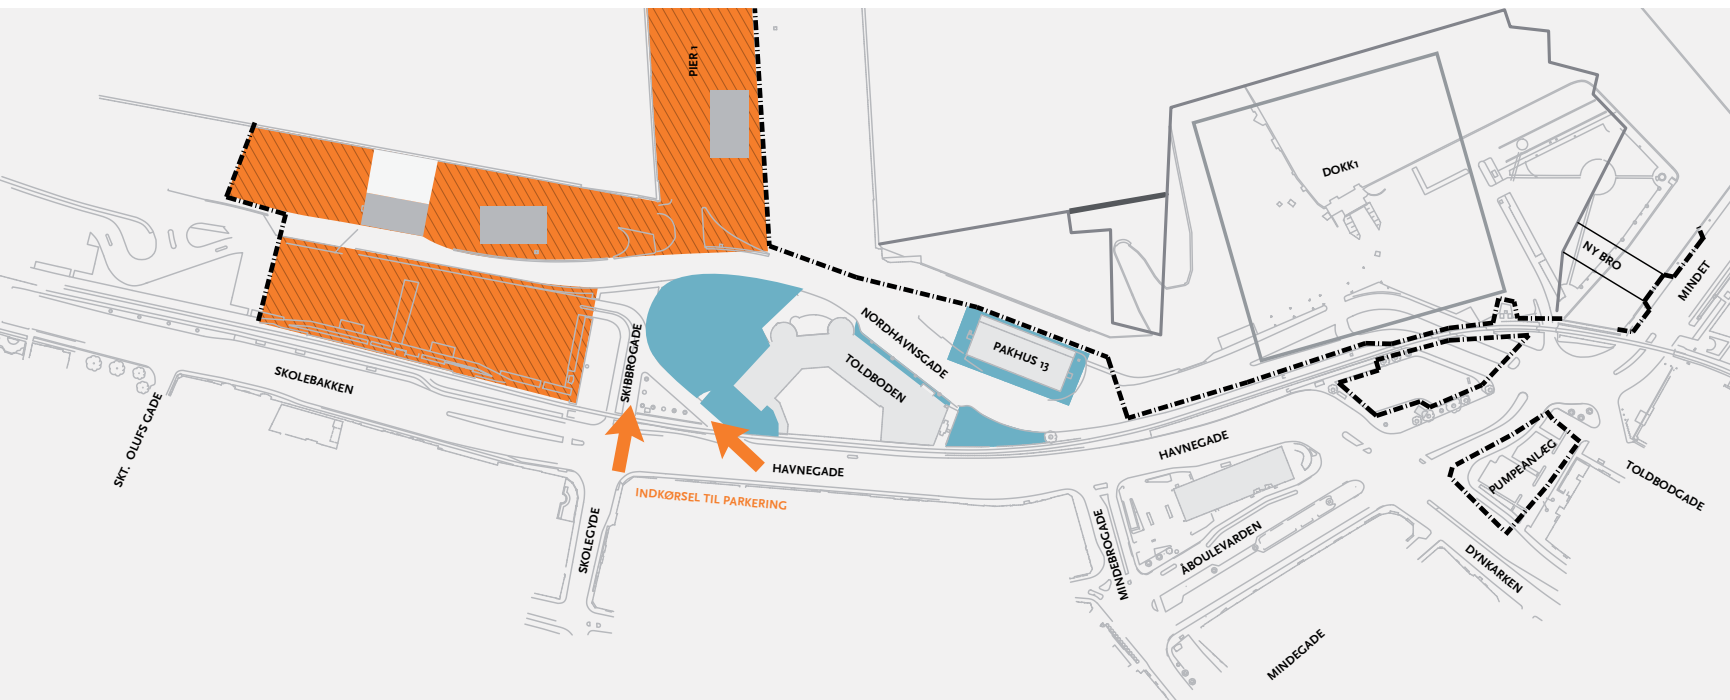 PIER 1
DOKK1
NY BRO
MINDET
NORDHAVNSGADE
PAKHUS 13
TOLDBODEN
SKIBBROGADE
SKOLEBAKKEN
SKT. OLUFS GADE
HAVNEGADE
HAVNEGADE
INDKØRSEL TIL PARKERING
PUMPEANLÆG
TOLDBODGADE
SKOLEGYDE
MINDEBROGADE
ÅBOULEVARDEN
DYNKARKEN
MINDEGADE